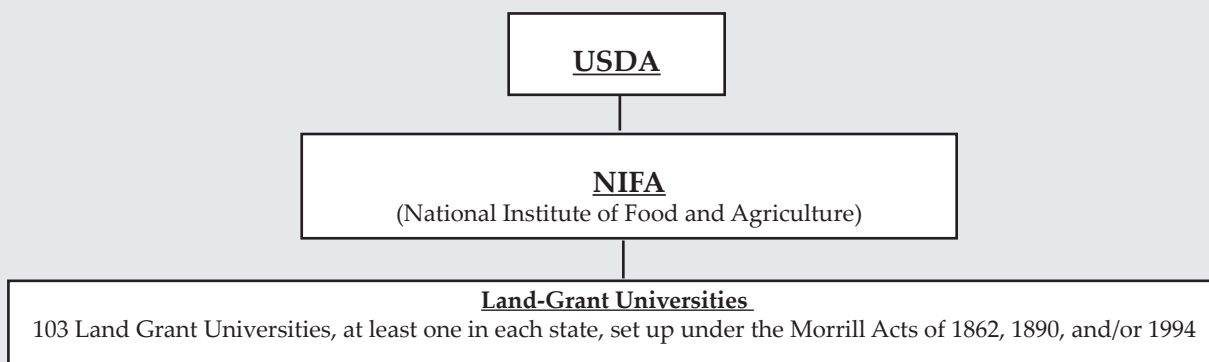 USDA
NIFA
(National Institute of Food and Agriculture)
Land-Grant Universities
103 Land Grant Universities, at least one in each state, set up under the Morrill Acts of 1862, 1890, and/or 1994